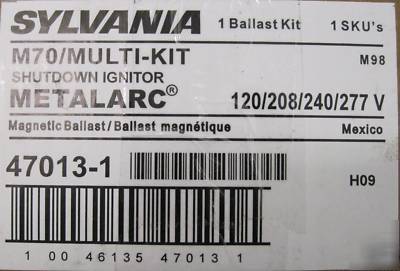 SYLVANIA 1 Ballast Kit 1 SKU's
M70/MULTI-KIT M98
SHUTDOWN IGNITOR
METALARC® 120/208/240/277 V
Magnetic Ballast/Ballast magnétique Mexico
47013-1
H09
1 00 46135 47013 1